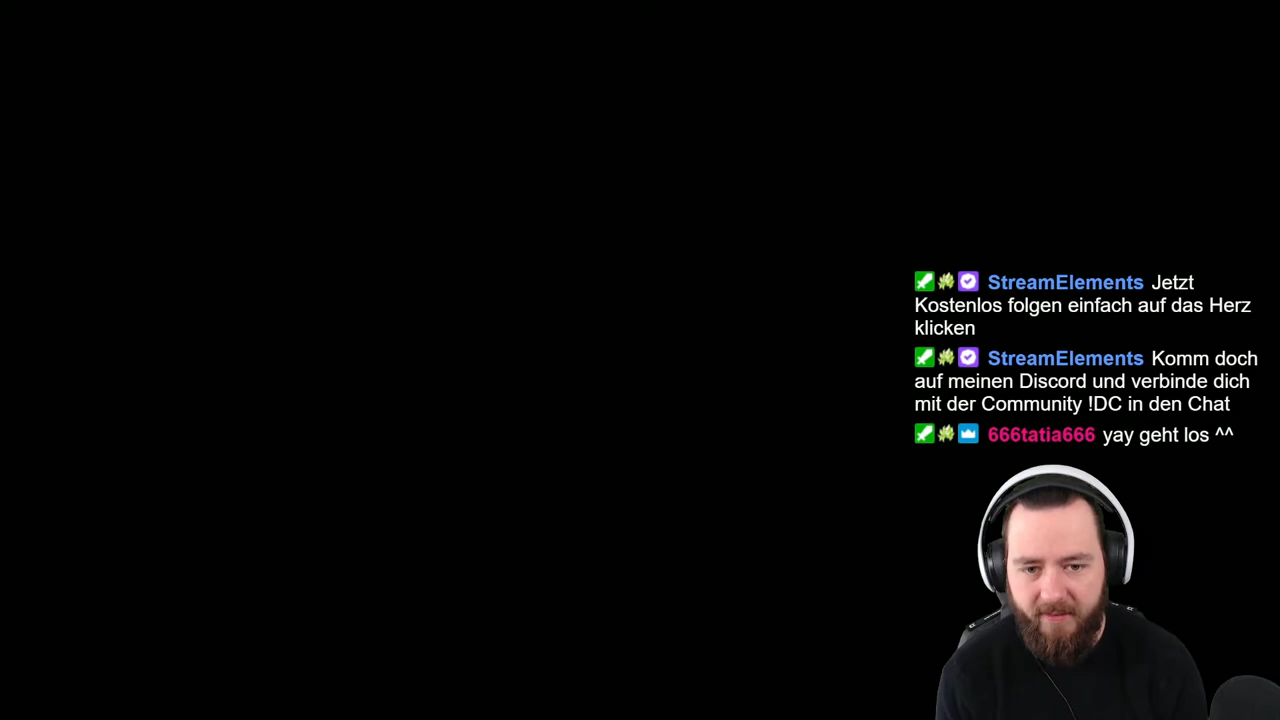 StreamElements Jetzt
Kostenlos folgen einfach auf das Herz
klicken
StreamElements Komm doch
auf meinen Discord und verbinde dich
mit der Community !DC in den Chat
666tatia666 yay geht los ^^